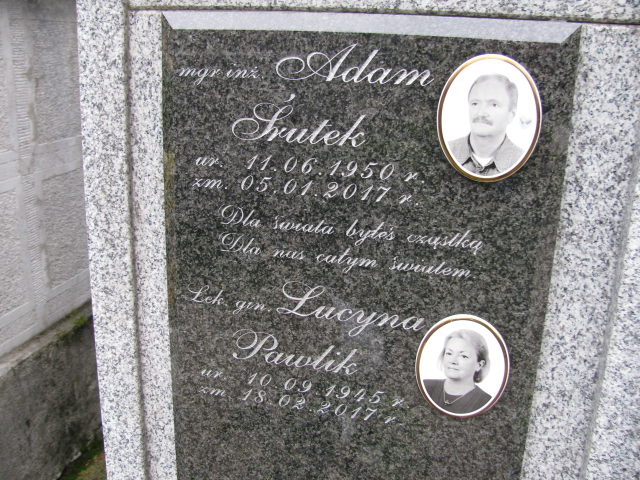 mgr inż. Adam
Śrutek
ur. 11.06.1950 r.
zm. 05.01.2017 r.
Dla świata byłeś cząstką
Dla nas całym światem
Lek. gin. Lucyna
Pawlik
ur. 10.09.1945 r.
zm. 18.02.2017 r.